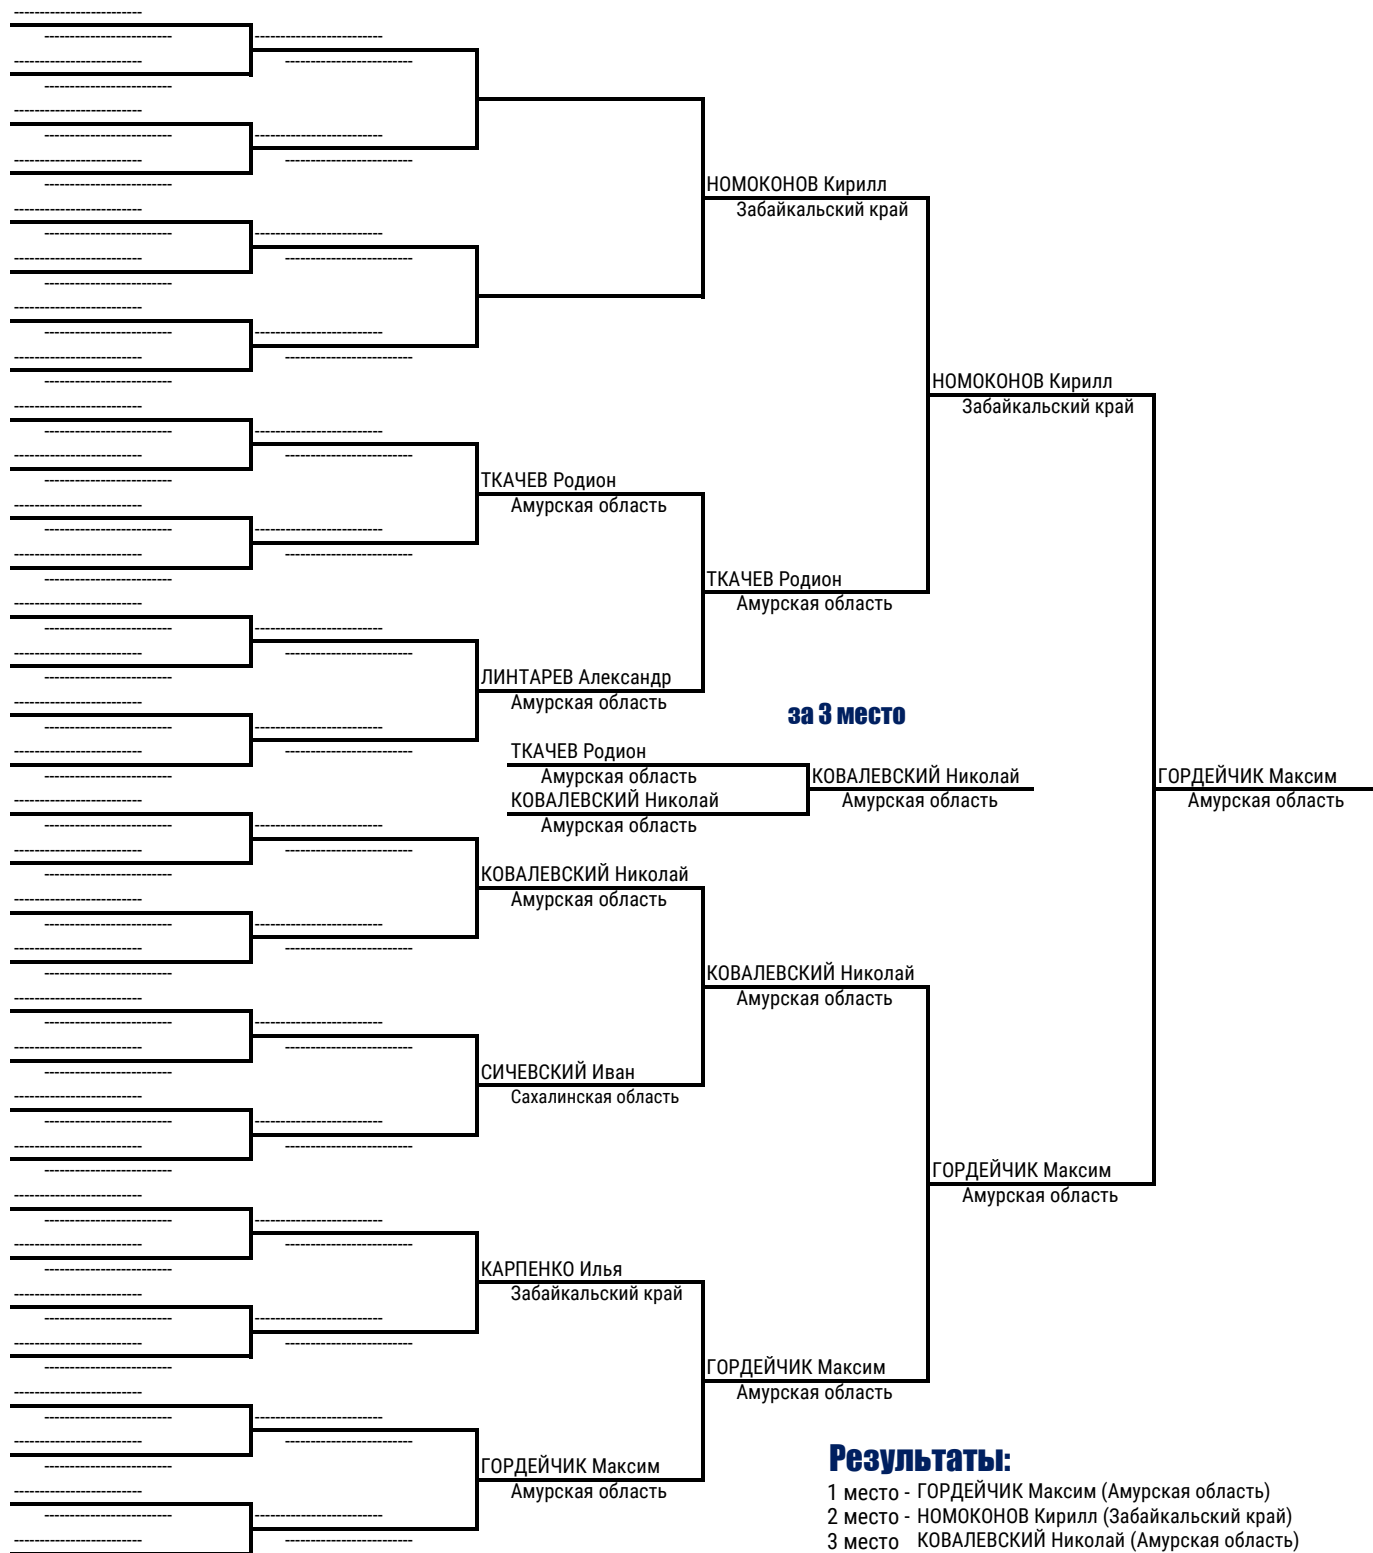 НОМОКОНОВ Кирилл
Забайкальский край
НОМОКОНОВ Кирилл
Забайкальский край
ТКАЧЕВ Родион
Амурская область
ТКАЧЕВ Родион
Амурская область
ЛИНТАРЕВ Александр
Амурская область
за 3 место
ТКАЧЕВ Родион
Амурская область
КОВАЛЕВСКИЙ Николай
Амурская область
КОВАЛЕВСКИЙ Николай
Амурская область
ГОРДЕЙЧИК Максим
Амурская область
КОВАЛЕВСКИЙ Николай
Амурская область
КОВАЛЕВСКИЙ Николай
Амурская область
СИЧЕВСКИЙ Иван
Сахалинская область
ГОРДЕЙЧИК Максим
Амурская область
КАРПЕНКО Илья
Забайкальский край
ГОРДЕЙЧИК Максим
Амурская область
ГОРДЕЙЧИК Максим
Амурская область
Результаты:
1 место - ГОРДЕЙЧИК Максим (Амурская область)
2 место - НОМОКОНОВ Кирилл (Забайкальский край)
3 место КОВАЛЕВСКИЙ Николай (Амурская область)